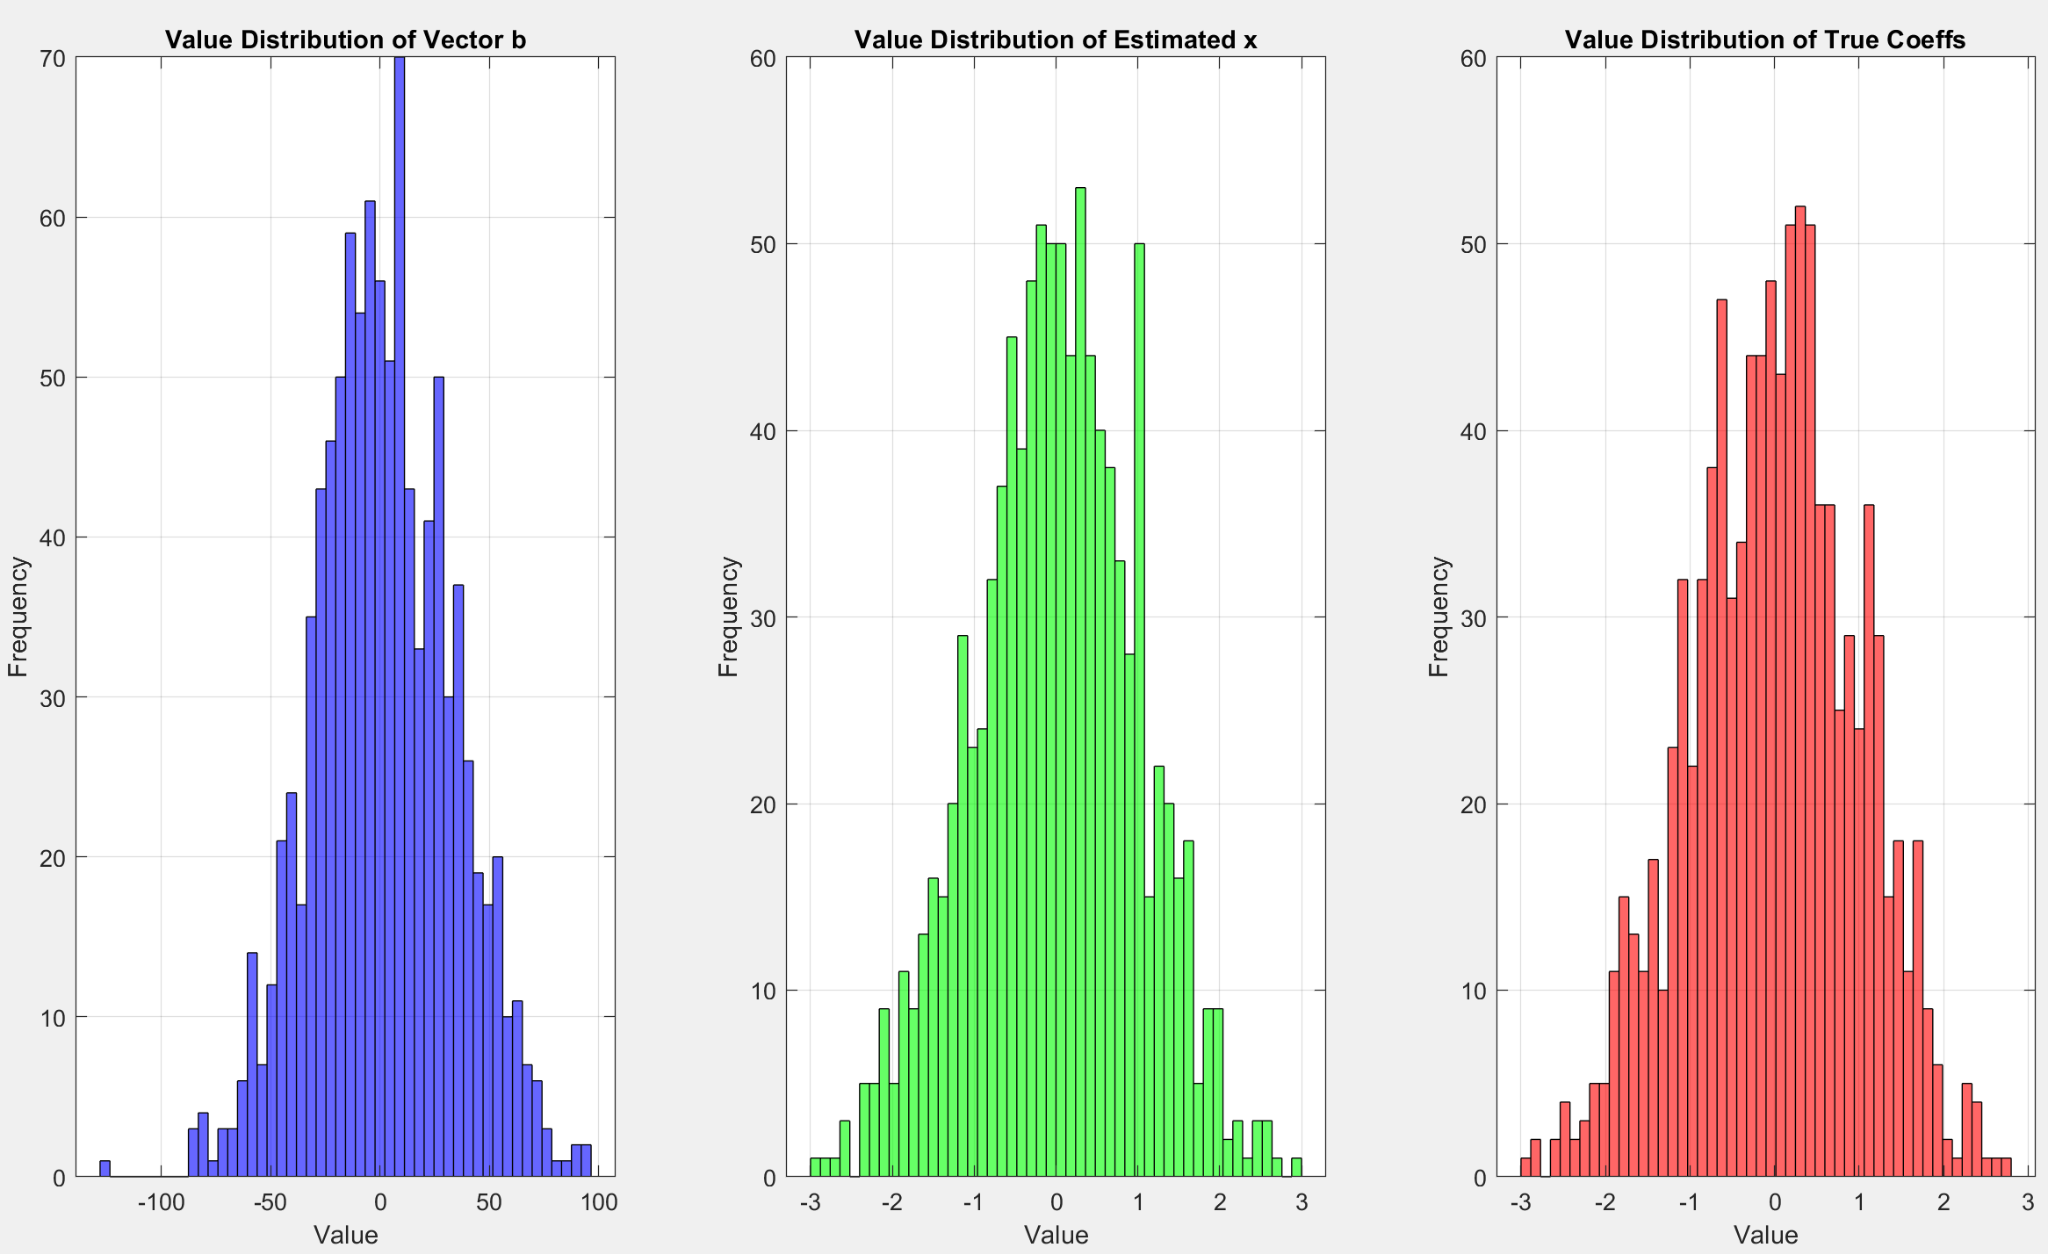 Value Distribution of Vector b
70
60
50
40
30
20
10
0
Frequency
-100 -50 0 50 100
Value
Value Distribution of Estimated x
60
50
40
30
20
10
0
Frequency
-3 -2 -1 0 1 2 3
Value
Value Distribution of True Coeffs
60
50
40
30
20
10
0
Frequency
-3 -2 -1 0 1 2 3
Value